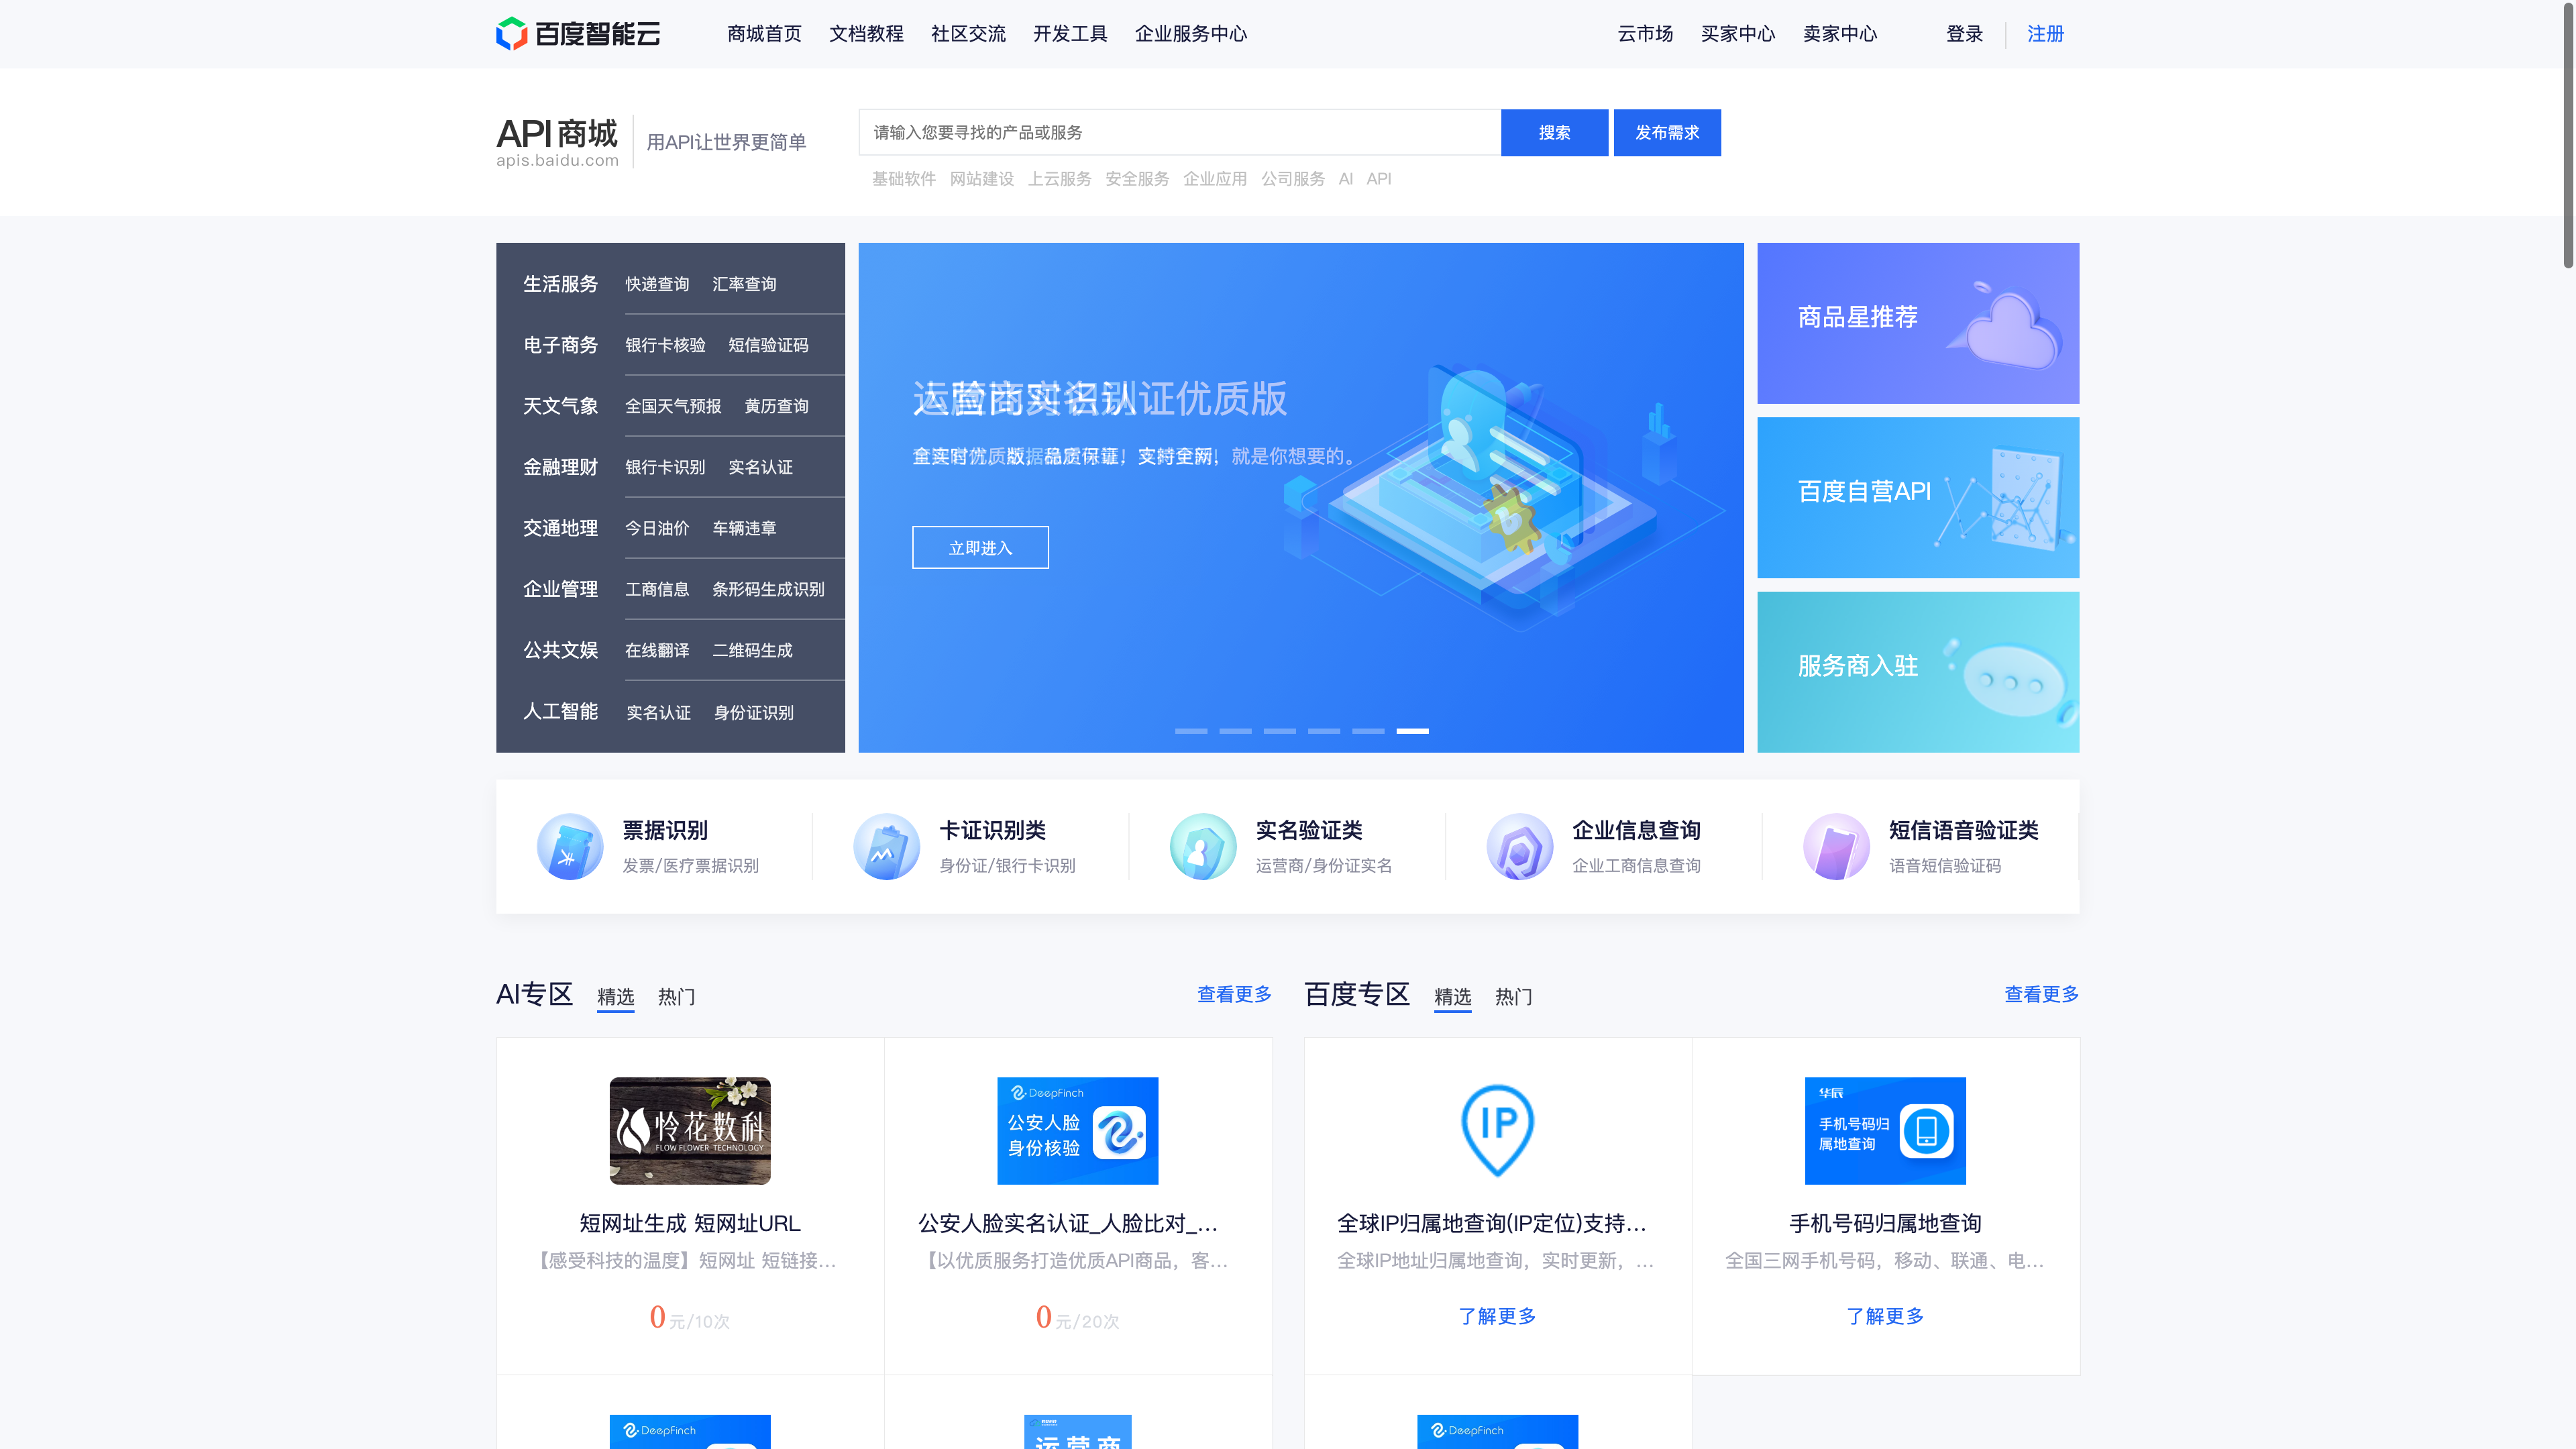 百度智能云
商城首页 文档教程 社区交流 开发工具 企业服务中心 云市场 买家中心 卖家中心 登录 注册
API 商城
apis.baidu.com
用API让世界更简单
请输入您要寻找的产品或服务
搜索 发布需求
基础软件 网站建设 上云服务 安全服务 企业应用 公司服务 AI API
生活服务 快递查询 汇率查询
电子商务 银行卡核验 短信验证码
天文气象 全国天气预报 黄历查询
金融理财 银行卡识别 实名认证
交通地理 今日油价 车辆违章
企业管理 工商信息 条形码生成识别
公共文娱 在线翻译 二维码生成
人工智能 实名认证 身份证识别
证优质版
就是你想要的。
立即进入
商品星推荐
百度自营API
服务商入驻
票据识别
发票/医疗票据识别
卡证识别类
身份证/银行卡识别
实名验证类
运营商/身份证实名
企业信息查询
企业工商信息查询
短信语音验证类
语音短信验证码
AI专区 精选 热门 查看更多
百度专区 精选 热门 查看更多
怜花数科
FLOW FLOWER TECHNOLOGY
短网址生成 短网址URL
【感受科技的温度】短网址 短链接...
0 元/10次
DeepFinch
公安人脸
身份核验
公安人脸实名认证_人脸比对_...
【以优质服务打造优质API商品，客...
0 元/20次
IP
全球IP归属地查询(IP定位)支持...
全球IP地址归属地查询，实时更新，...
了解更多
华辰
手机号码归
属地查询
手机号码归属地查询
全国三网手机号码，移动、联通、电...
了解更多
DeepFinch
运营商
DeepFinch